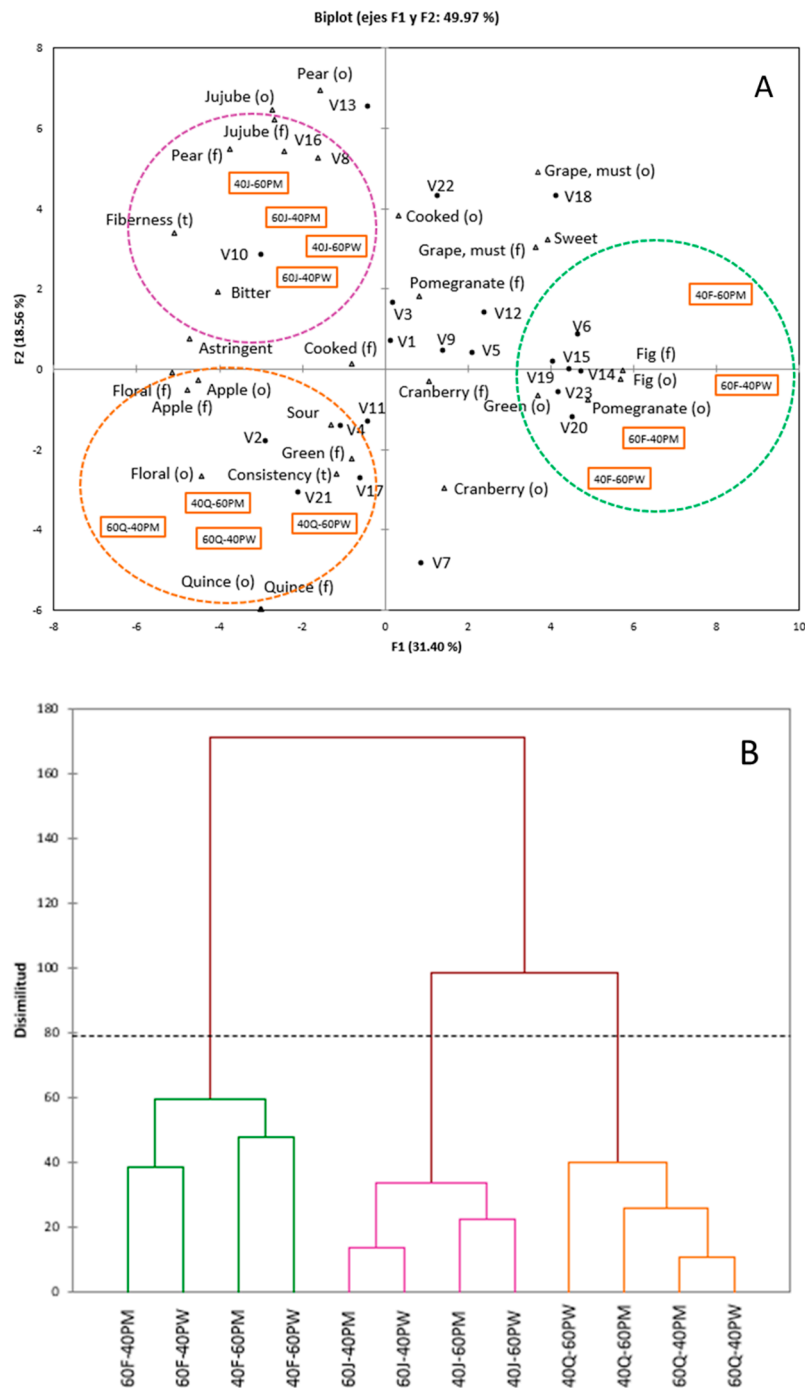 Biplot (ejes F1 y F2: 49.97 %)
A
8
6
4
2
0
-2
-4
-6
F2 (18.56 %)
Pear (o)
V13
Jujube (o)
Jujube (f)
V16
Pear (f)
V8
40J-60PM
Fiberness (t)
60J-40PM
40J-60PW
V10
60J-40PW
Bitter
Astringent
Grape, must (o)
V22
V18
Cooked (o)
Sweet
Grape, must (f)
Pomegranate (f)
40F-60PM
V3
V12
V6
V1
V9
V5
V15
Fig (f)
Cooked (f)
V19
V14
Fig (o)
Floral (f)
Apple (o)
Apple (f)
Cranberry (f)
60F-40PW
V23
Green (o)
Pomegranate (o)
Sour
V11
V4
V20
V2
60F-40PM
Green (f)
Floral (o)
Consistency (t)
40F-60PW
V17
V21
Cranberry (o)
40Q-60PM
60Q-40PM
40Q-60PW
60Q-40PW
V7
Quince (o)
Quince (f)
-8 -6 -4 -2 0 2 4 6 8 10
F1 (31.40 %)
B
180
160
140
120
100
80
60
40
20
0
Disimilitud
60F-40PM
60F-40PW
40F-60PM
40F-60PW
60J-40PM
60J-40PW
40J-60PM
40J-60PW
40Q-60PW
40Q-60PM
60Q-40PM
60Q-40PW